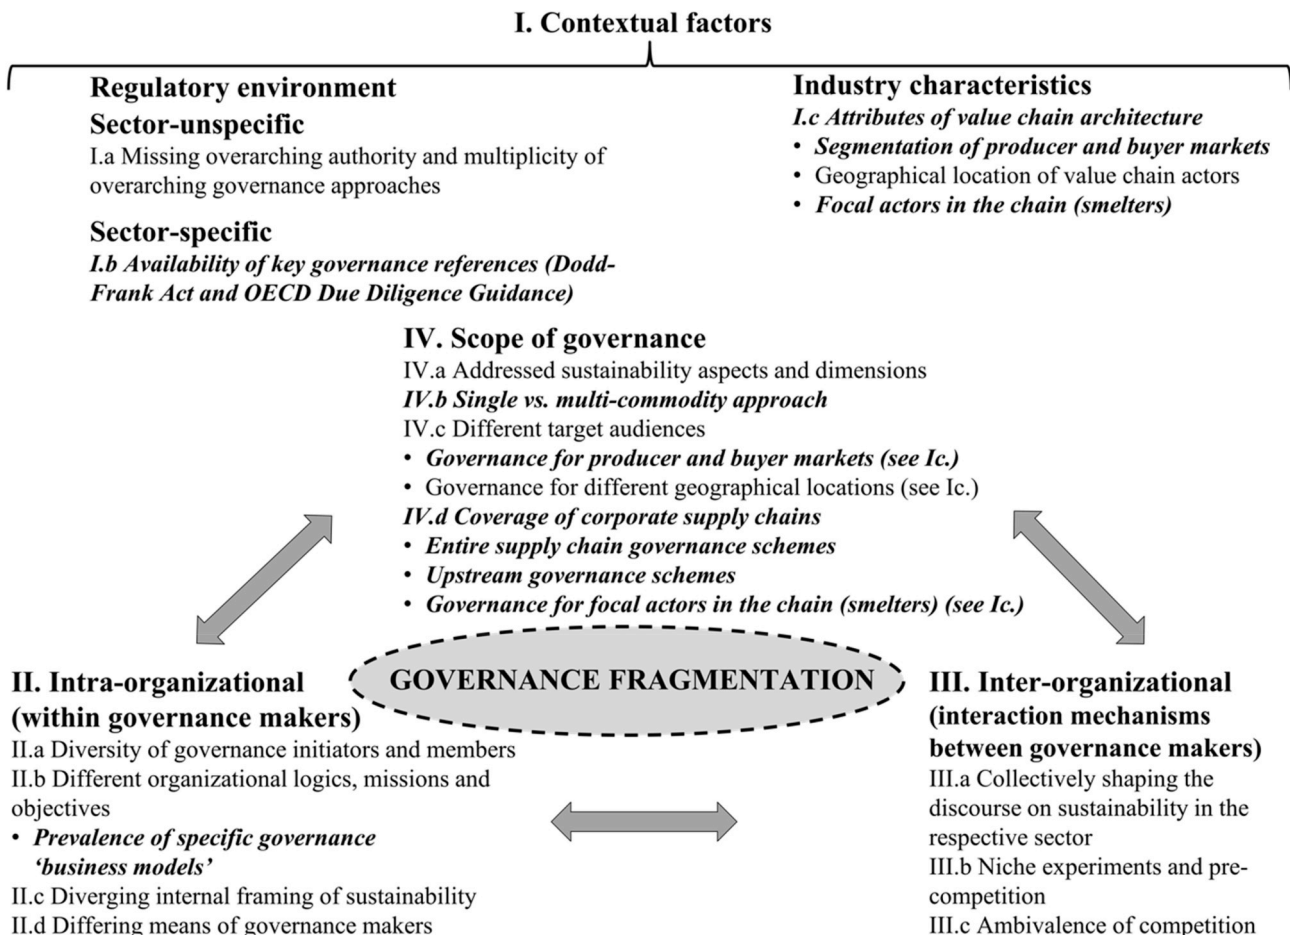 I. Contextual factors
Regulatory environment
Sector-unspecific
I.a Missing overarching authority and multiplicity of
overarching governance approaches
Sector-specific
I.b Availability of key governance references (Dodd-
Frank Act and OECD Due Diligence Guidance)
Industry characteristics
I.c Attributes of value chain architecture
• Segmentation of producer and buyer markets
• Geographical location of value chain actors
• Focal actors in the chain (smelters)
IV. Scope of governance
IV.a Addressed sustainability aspects and dimensions
IV.b Single vs. multi-commodity approach
IV.c Different target audiences
• Governance for producer and buyer markets (see Ic.)
• Governance for different geographical locations (see Ic.)
IV.d Coverage of corporate supply chains
• Entire supply chain governance schemes
• Upstream governance schemes
• Governance for focal actors in the chain (smelters) (see Ic.)
GOVERNANCE FRAGMENTATION
II. Intra-organizational
(within governance makers)
II.a Diversity of governance initiators and members
II.b Different organizational logics, missions and
objectives
• Prevalence of specific governance
‘business models’
II.c Diverging internal framing of sustainability
II.d Differing means of governance makers
III. Inter-organizational
(interaction mechanisms
between governance makers)
III.a Collectively shaping the
discourse on sustainability in the
respective sector
III.b Niche experiments and pre-
competition
III.c Ambivalence of competition